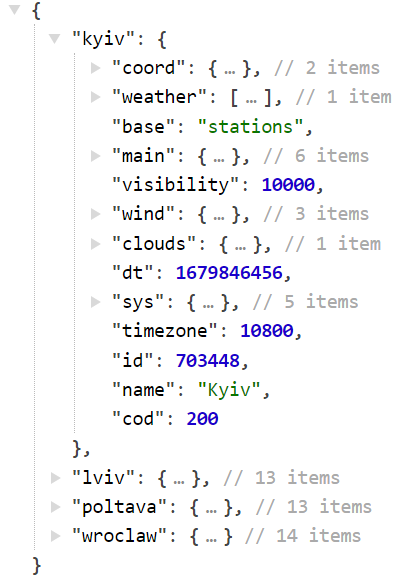 {
"kyiv": {
"coord": { … }, // 2 items
"weather": [ … ], // 1 item
"base": "stations",
"main": { … }, // 6 items
"visibility": 10000,
"wind": { … }, // 3 items
"clouds": { … }, // 1 item
"dt": 1679846456,
"sys": { … }, // 5 items
"timezone": 10800,
"id": 703448,
"name": "Kyiv",
"cod": 200
},
"lviv": { … }, // 13 items
"poltava": { … }, // 13 items
"wroclaw": { … } // 14 items
}